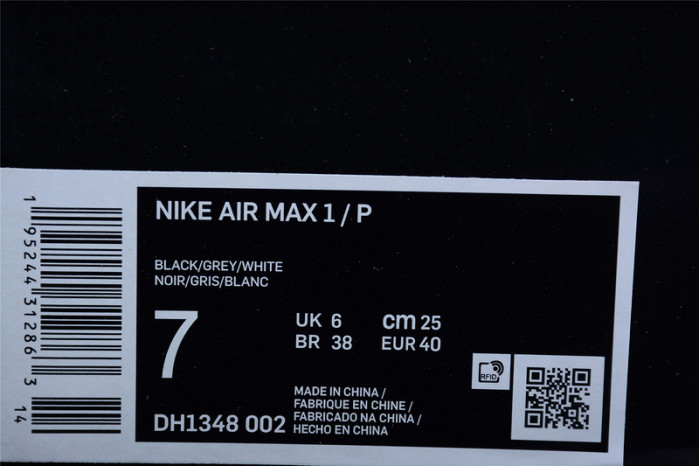 NIKE AIR MAX 1 / P
BLACK/GREY/WHITE
NOIR/GRIS/BLANC
7
UK 6 cm 25
BR 38 EUR 40
RFID
MADE IN CHINA /
FABRIQUE EN CHINE /
FABRICADO NA CHINA /
HECHO EN CHINA
DH1348 002
1 95244 31286 3
14